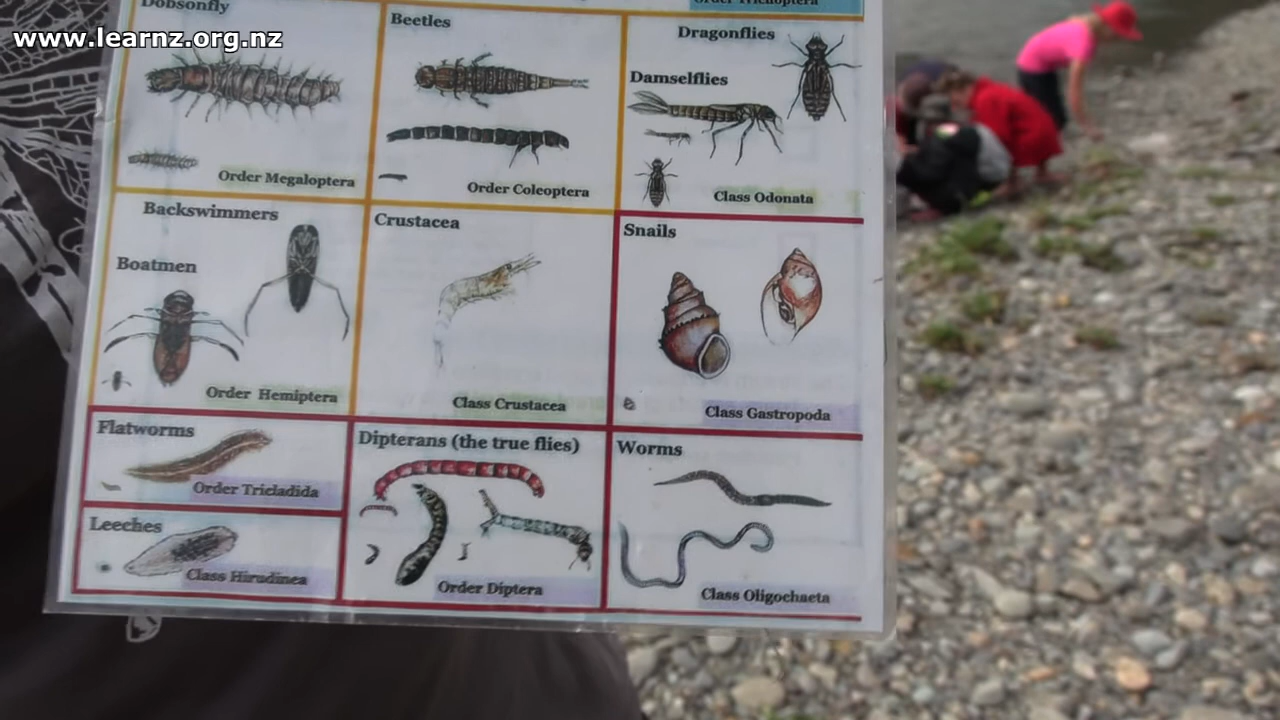 www.learnz.org.nz
Order Trichoptera
Dobsonfly
Order Megaloptera
Beetles
Order Coleoptera
Dragonflies
Damselflies
Class Odonata
Backswimmers
Boatmen
Order Hemiptera
Crustacea
Class Crustacea
Snails
Class Gastropoda
Flatworms
Order Tricladida
Leeches
Class Hirudinea
Dipterans (the true flies)
Order Diptera
Worms
Class Oligochaeta